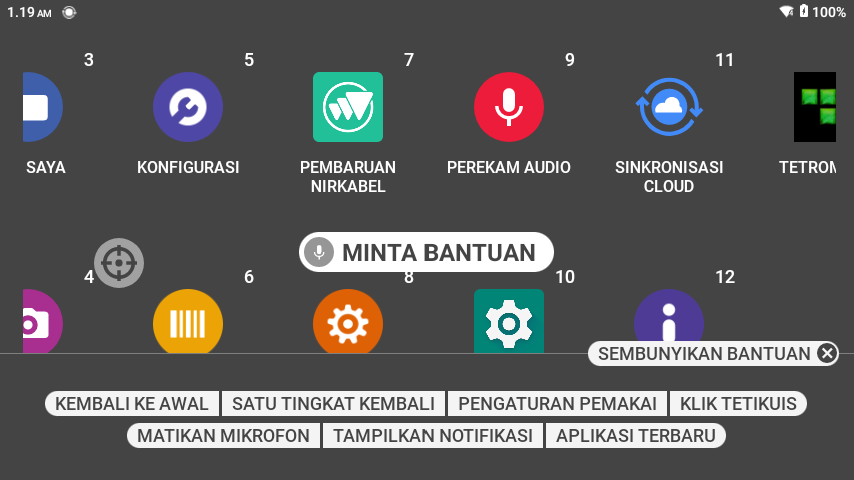 1.19 AM
100%
3
5
7
9
11
SAYA
KONFIGURASI
PEMBARUAN
NIRKABEL
PEREKAM AUDIO
SINKRONISASI
CLOUD
TETROM
MINTA BANTUAN
4
6
8
10
12
SEMBUNYIKAN BANTUAN
KEMBALI KE AWAL
SATU TINGKAT KEMBALI
PENGATURAN PEMAKAI
KLIK TETIKUIS
MATIKAN MIKROFON
TAMPILKAN NOTIFIKASI
APLIKASI TERBARU